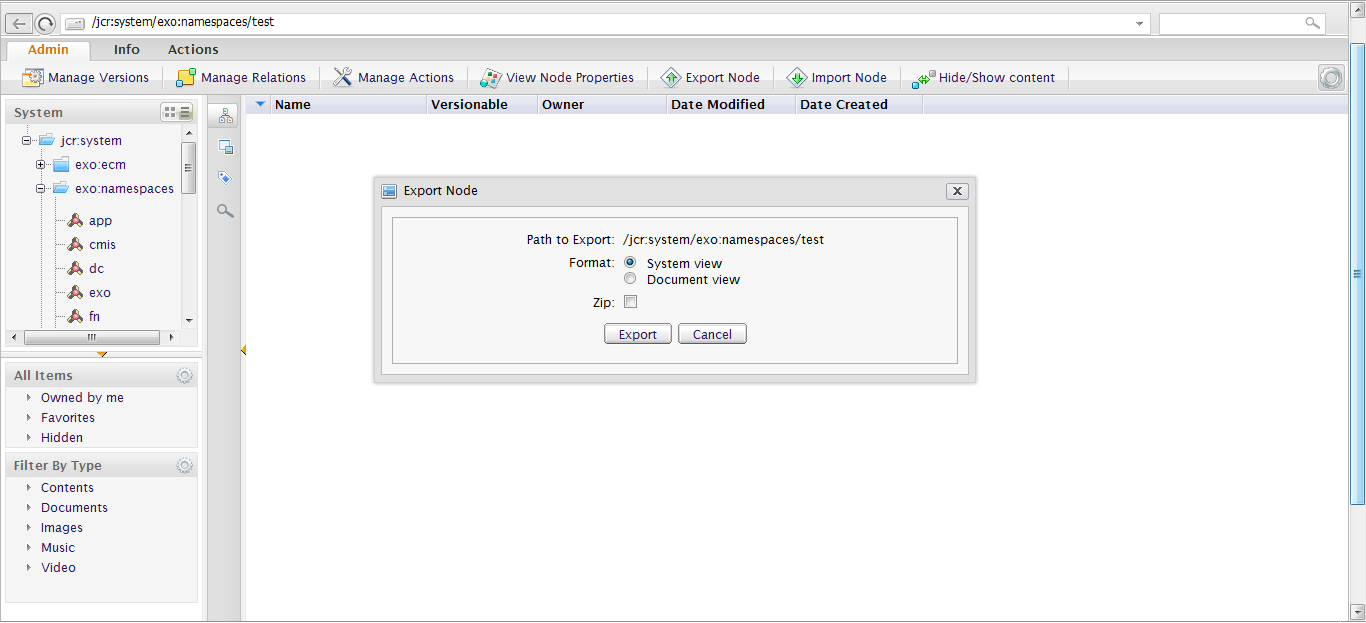 /jcr:system/exo:namespaces/test
Admin Info Actions
Manage Versions Manage Relations Manage Actions View Node Properties Export Node Import Node Hide/Show content
System
jcr:system
exo:ecm
exo:namespaces
app
cmis
dc
exo
fn
All Items
Owned by me
Favorites
Hidden
Filter By Type
Contents
Documents
Images
Music
Video
Name Versionable Owner Date Modified Date Created
Export Node
Path to Export: /jcr:system/exo:namespaces/test
Format: System view
Document view
Zip:
Export Cancel